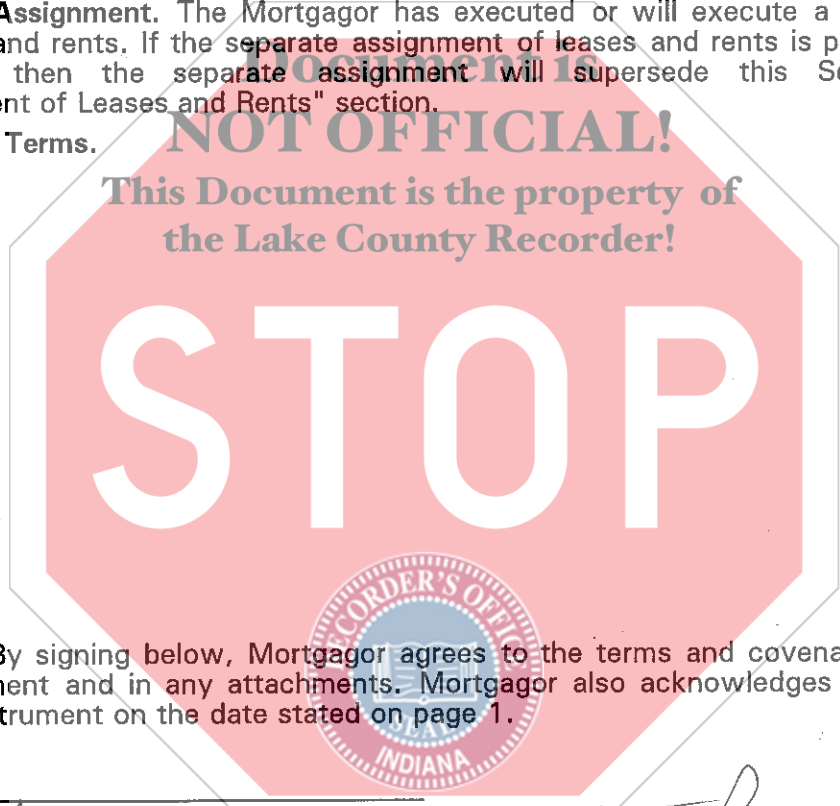 Assignment. The Mortgagor has executed or will execute a
and rents. If the separate assignment of leases and rents is p
then the separate assignment will supersede this Se
nt of Leases and Rents" section.
Terms.
Document is
NOT OFFICIAL!
This Document is the property of
the Lake County Recorder!
STOP
RECORDER'S OFFICE
SEAL
INDIANA
By signing below, Mortgagor agrees to the terms and covena
ent and in any attachments. Mortgagor also acknowledges
trument on the date stated on page 1.